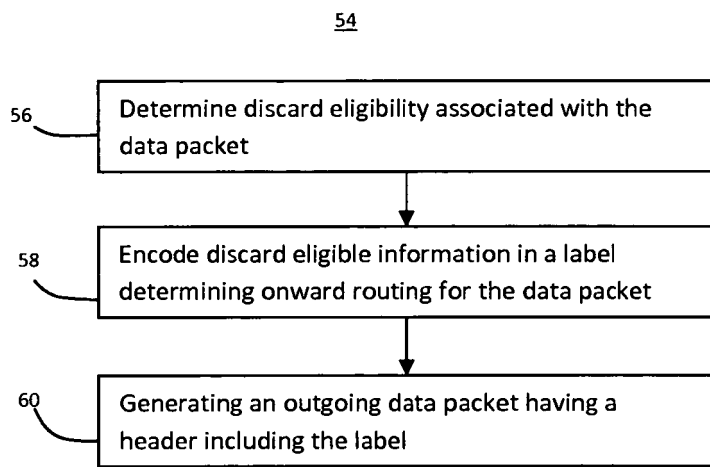 54
56
Determine discard eligibility associated with the
data packet
58
Encode discard eligible information in a label
determining onward routing for the data packet
60
Generating an outgoing data packet having a
header including the label